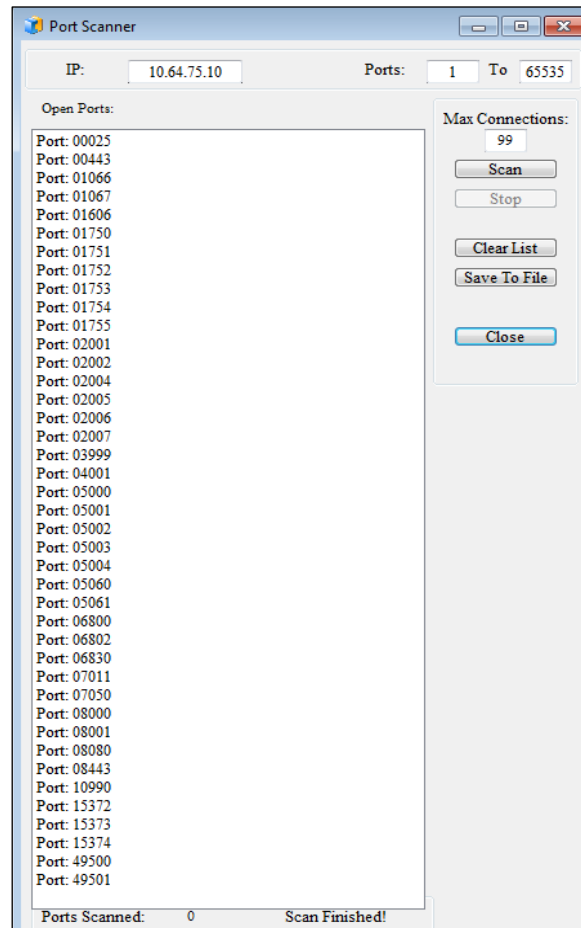 Port Scanner
IP: 10.64.75.10 Ports: 1 To 65535
Open Ports:
Max Connections:
99
Scan
Stop
Clear List
Save To File
Close
Port: 00025
Port: 00443
Port: 01066
Port: 01067
Port: 01606
Port: 01750
Port: 01751
Port: 01752
Port: 01753
Port: 01754
Port: 01755
Port: 02001
Port: 02002
Port: 02004
Port: 02005
Port: 02006
Port: 02007
Port: 03999
Port: 04001
Port: 05000
Port: 05001
Port: 05002
Port: 05003
Port: 05004
Port: 05060
Port: 05061
Port: 06800
Port: 06802
Port: 06830
Port: 07011
Port: 07050
Port: 08000
Port: 08001
Port: 08080
Port: 08443
Port: 10990
Port: 15372
Port: 15373
Port: 15374
Port: 49500
Port: 49501
Ports Scanned: 0 Scan Finished!